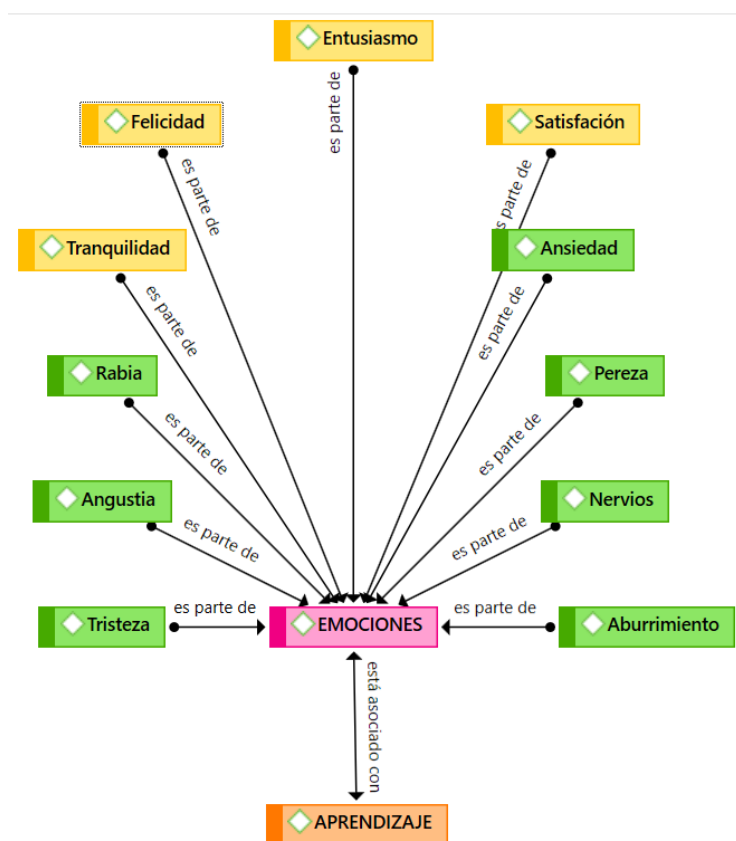 Entusiasmo
es parte de
Felicidad
es parte de
Satisfación
es parte de
Tranquilidad
es parte de
Ansiedad
es parte de
Rabia
es parte de
Pereza
es parte de
Angustia
es parte de
Nervios
es parte de
Tristeza
es parte de
EMOCIONES
es parte de
Aburrimiento
está asociado con
APRENDIZAJE